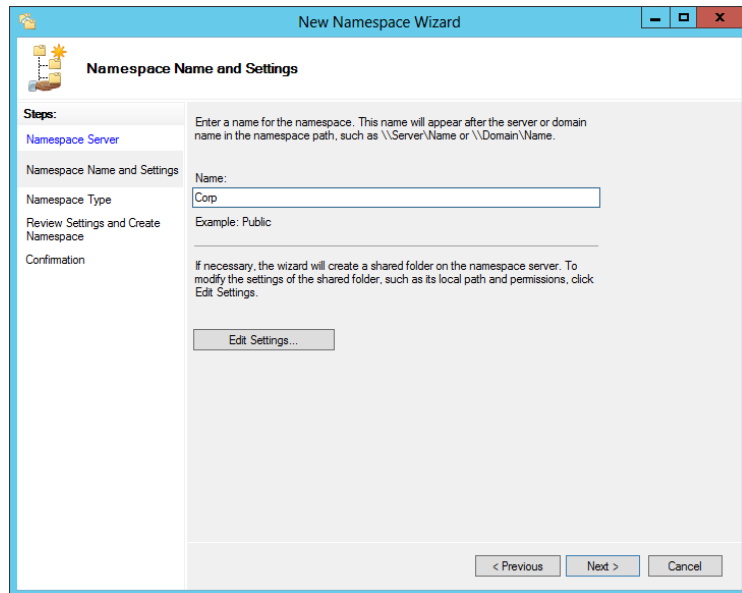 New Namespace Wizard
Namespace Name and Settings
Steps:
Namespace Server
Namespace Name and Settings
Namespace Type
Review Settings and Create
Namespace
Confirmation
Enter a name for the namespace. This name will appear after the server or domain
name in the namespace path, such as \\Server\Name or \\Domain\Name.
Name:
Corp
Example: Public
If necessary, the wizard will create a shared folder on the namespace server. To
modify the settings of the shared folder, such as its local path and permissions, click
Edit Settings.
Edit Settings...
< Previous
Next >
Cancel